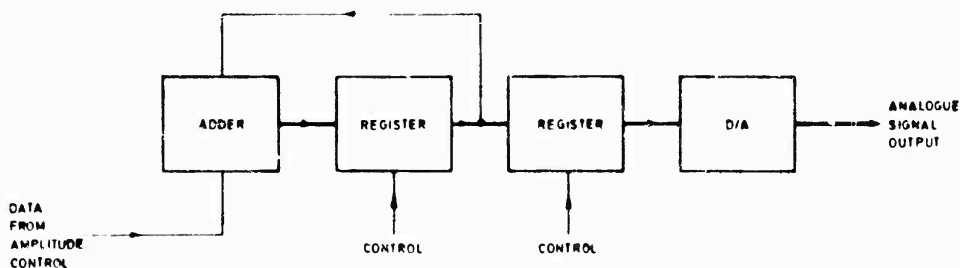 ADDER
REGISTER
REGISTER
D/A
ANALOGUE
SIGNAL
OUTPUT
DATA
FROM
AMPLITUDE
CONTROL
CONTROL
CONTROL